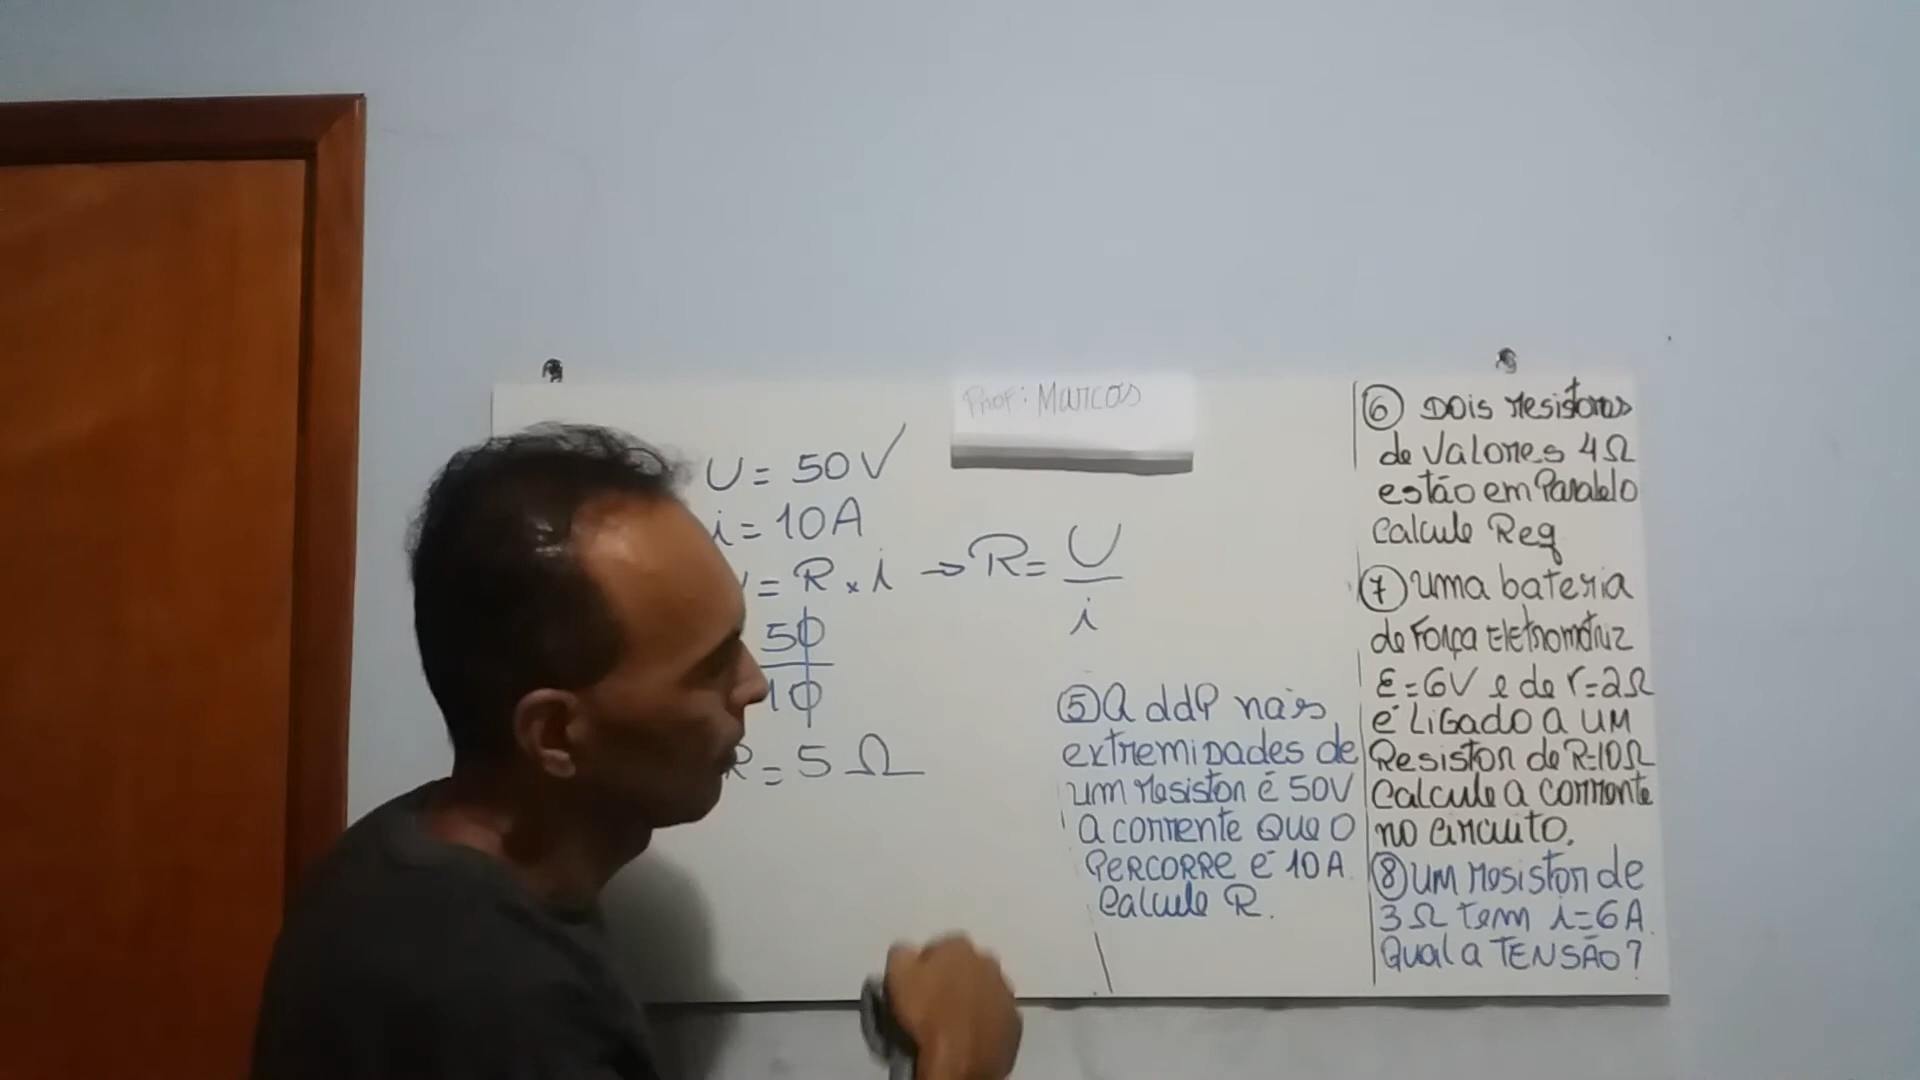 Prof: Marcos
U = 50V
i = 10A
= R x i → R = U
i
50
10
R = 5 Ω
⑤ A ddP nas
extremidades de
um resistor é 50V
a corrente que o
PERCORRE é 10A.
Calcule R.
⑥ Dois resistores
de valores 4Ω
estão em Paralelo
Calcule Req
⑦ Uma bateria
de Força Eletromotriz
ε=6V e de r=2Ω
é LIGADO A UM
Resistor de R=10Ω
Calcule a corrente
no circuito.
⑧ UM resistor de
3Ω tem i=6A.
Qual a TENSÃO?